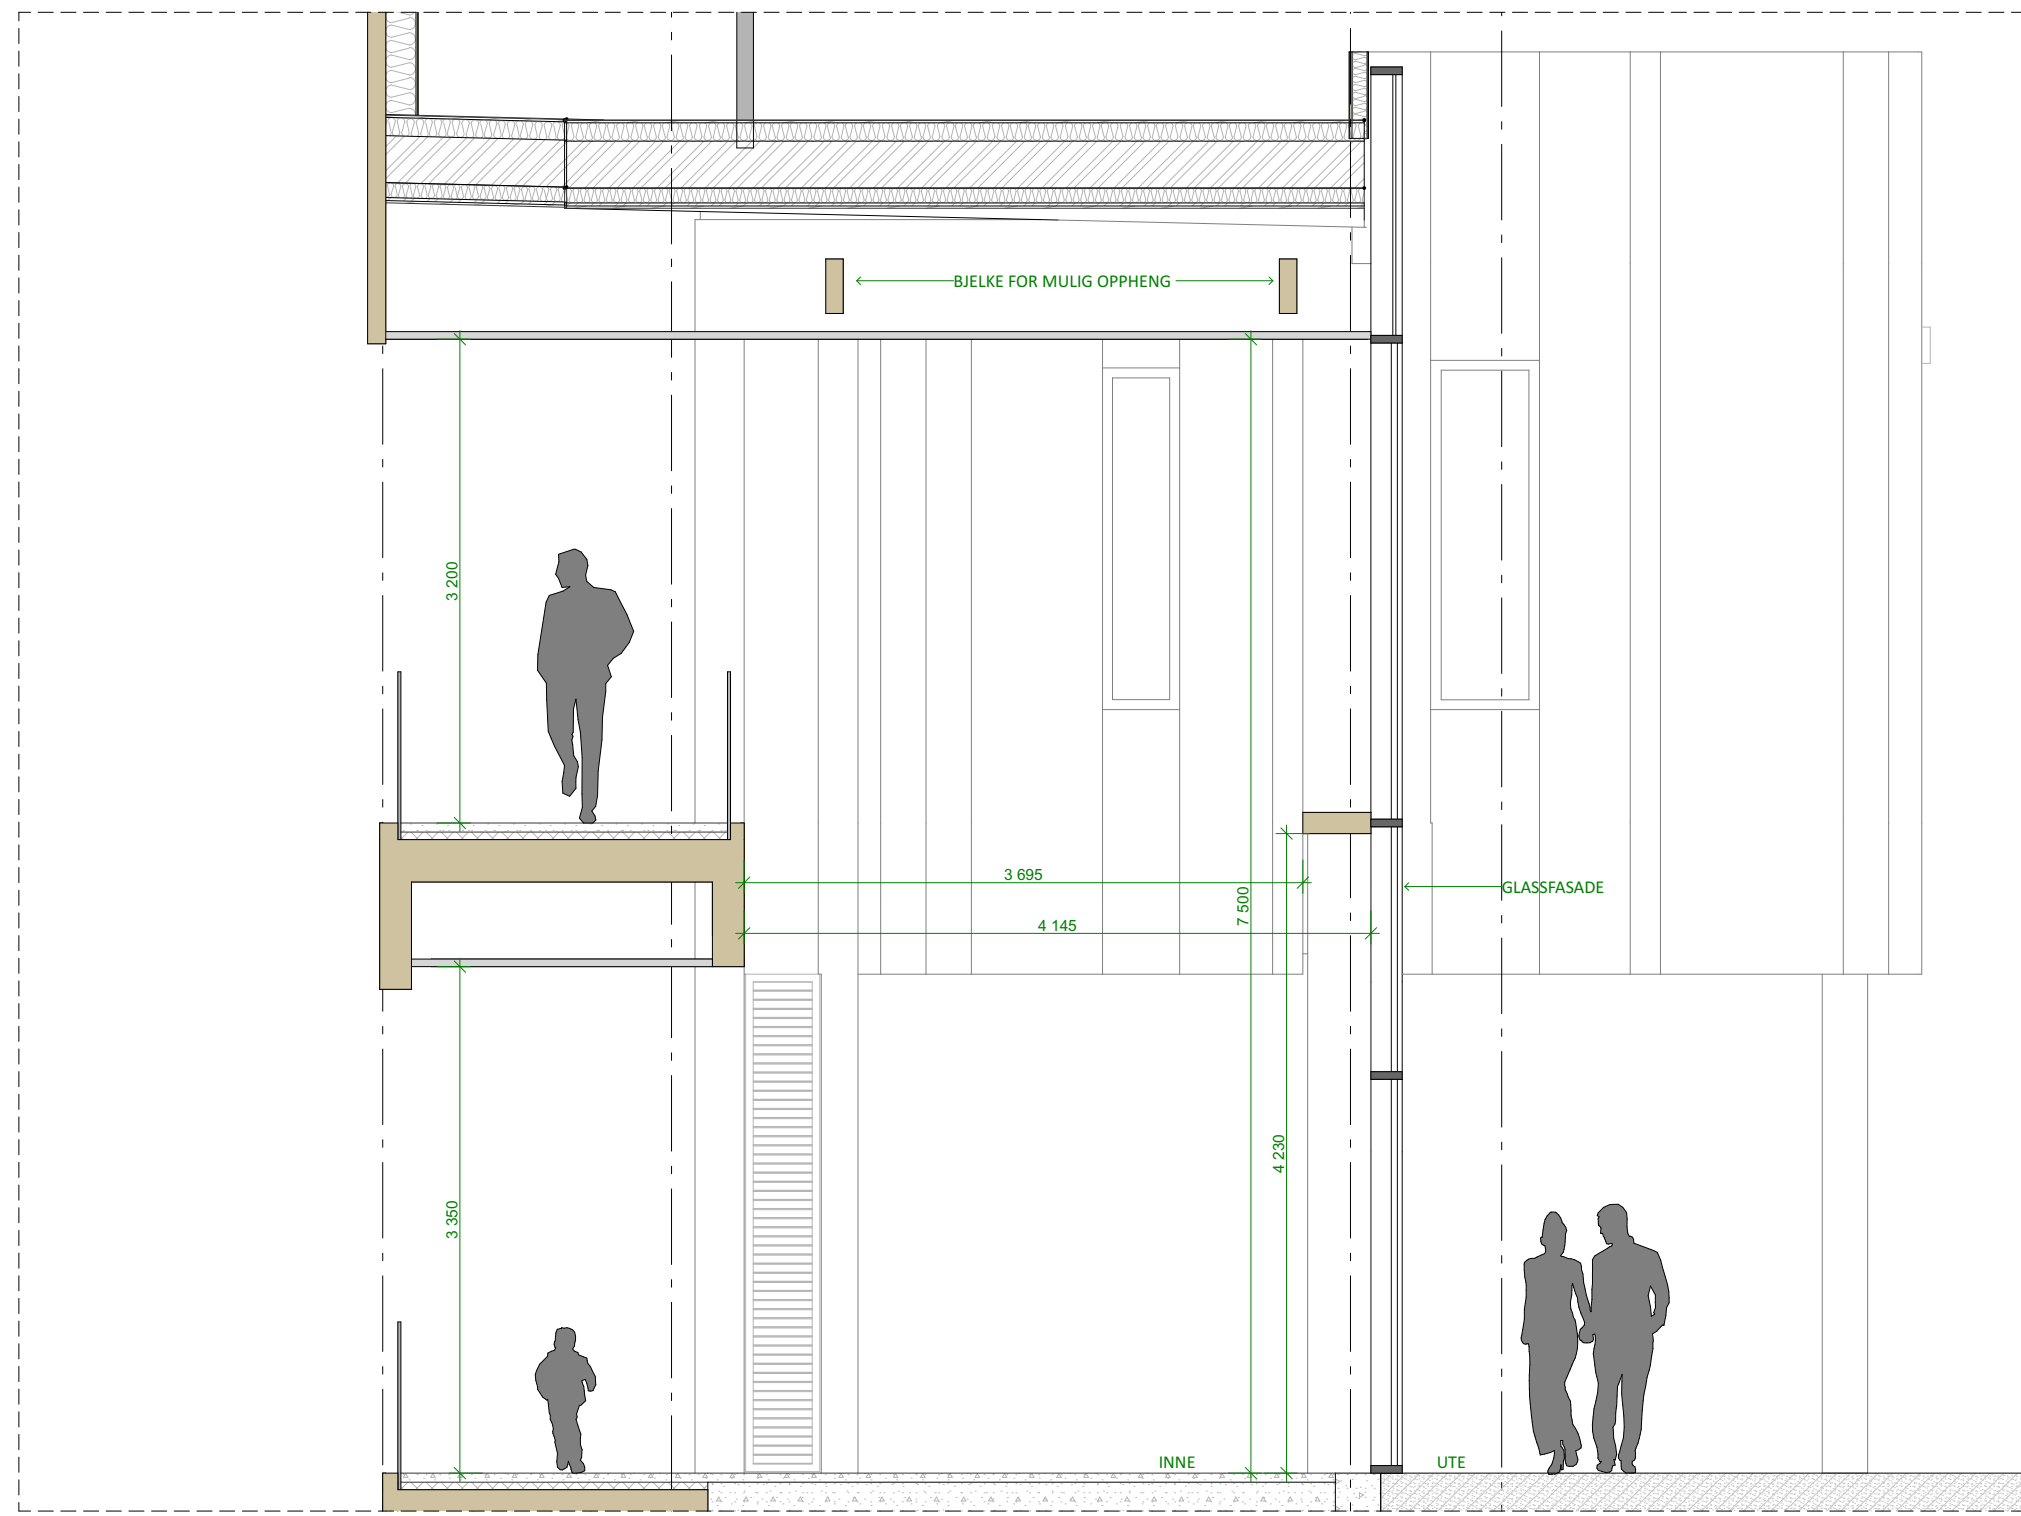 BJELKE FOR MULIG OPPHENG
3 200
3 695
7 500
GLASSFASADE
4 145
4 230
3 350
INNE
UTE